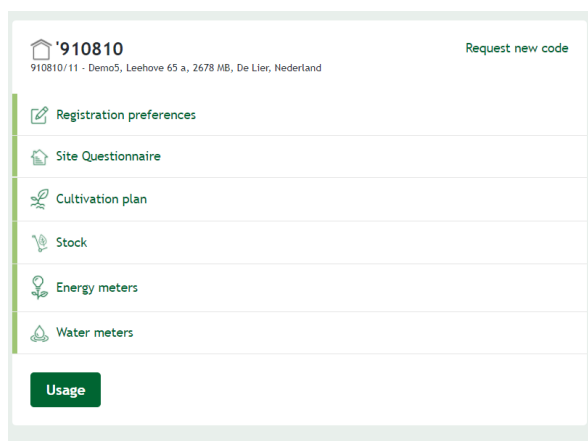 '910810
Request new code
910810/11 - Demo5, Leehove 65 a, 2678 MB, De Lier, Nederland
Registration preferences
Site Questionnaire
Cultivation plan
Stock
Energy meters
Water meters
Usage